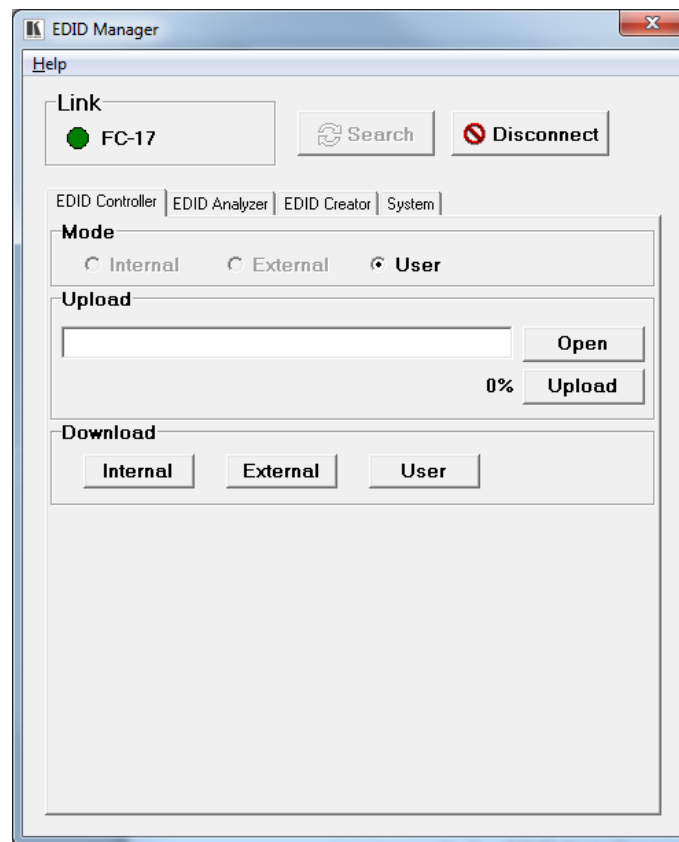 EDID Manager
Help
Link
FC-17
Search
Disconnect
EDID Controller EDID Analyzer EDID Creator System
Mode
Internal External User
Upload
Open
0% Upload
Download
Internal External User